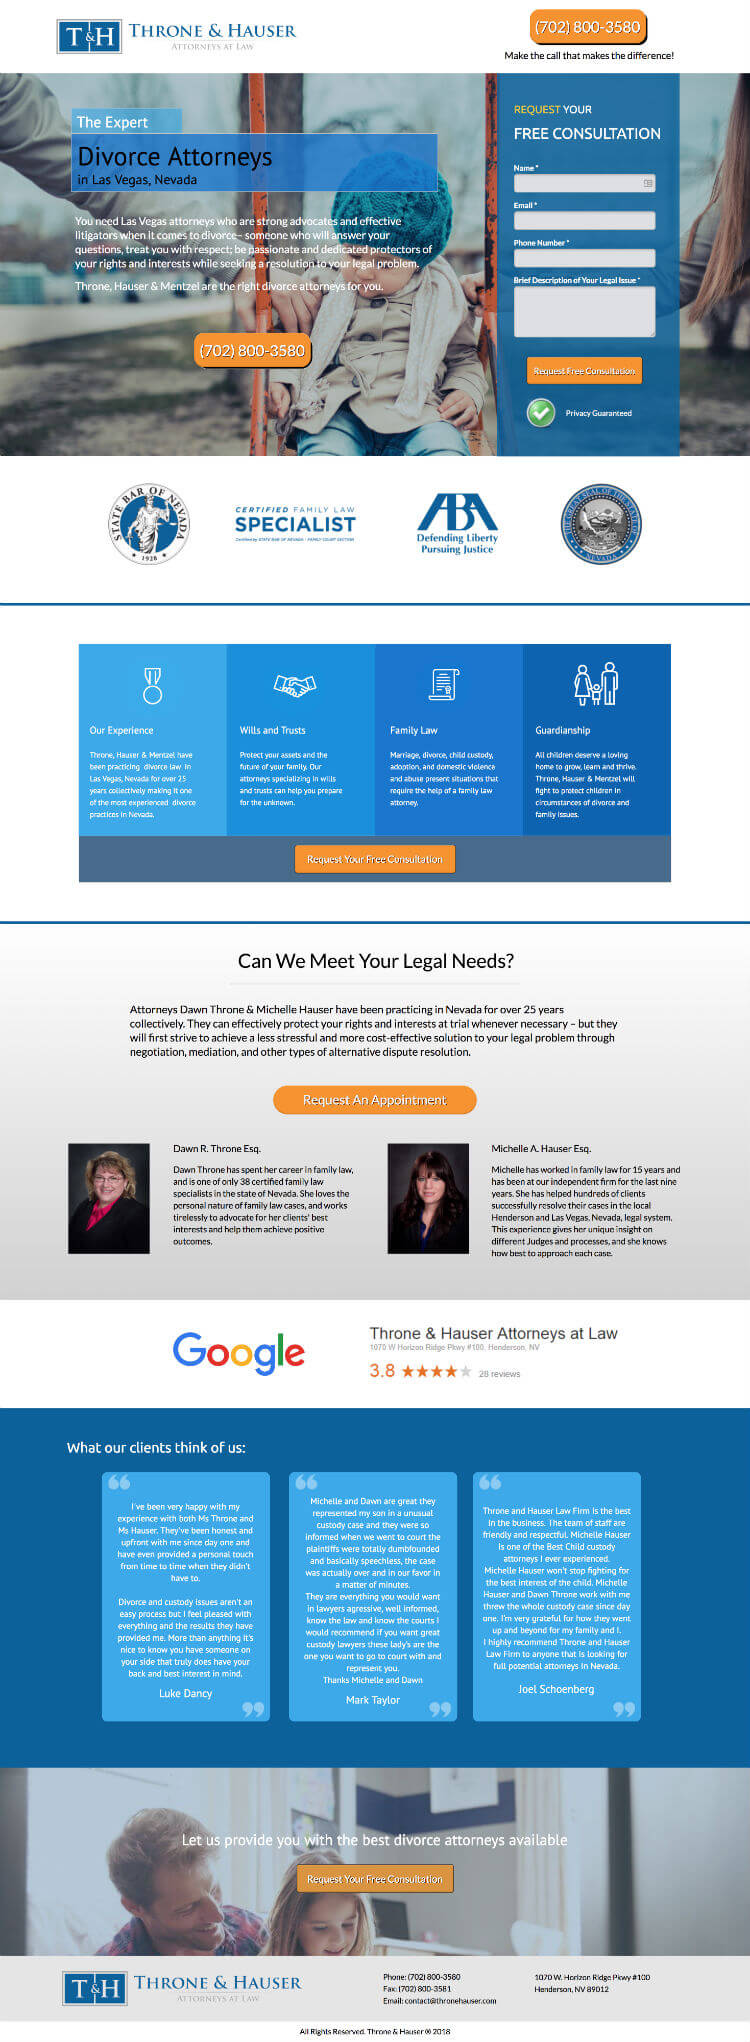 T&H THRONE & HAUSER
ATTORNEYS AT LAW
(702) 800-3580
Make the call that makes the difference!
The Expert
Divorce Attorneys
in Las Vegas, Nevada
You need Las Vegas attorneys who are strong advocates and effective
litigators when it comes to divorce– someone who will answer your
questions, treat you with respect; be passionate and dedicated protectors of
your rights and interests while seeking a resolution to your legal problem.
Throne, Hauser & Mentzel are the right divorce attorneys for you.
(702) 800-3580
REQUEST YOUR
FREE CONSULTATION
Name *
Email *
Phone Number *
Brief Description of Your Legal Issue *
Request Free Consultation
Privacy Guaranteed
STATE BAR OF NEVADA
1928
CERTIFIED FAMILY LAW
SPECIALIST
Certified by STATE BAR OF NEVADA - FAMILY COURT SECTION
ABA
Defending Liberty
Pursuing Justice
Our Experience
Throne, Hauser & Mentzel have
been practicing divorce law in
Las Vegas, Nevada for over 25
years collectively making it one
of the most experienced divorce
practices in Nevada.
Wills and Trusts
Protect your assets and the
future of your family. Our
attorneys specializing in wills
and trusts can help you prepare
for the unknown.
Family Law
Marriage, divorce, child custody,
adoption, and domestic violence
and abuse present situations that
require the help of a family law
attorney.
Guardianship
All children deserve a loving
home to grow, learn and thrive.
Throne, Hauser & Mentzel will
fight to protect children in
circumstances of divorce and
family issues.
Request Your Free Consultation
Can We Meet Your Legal Needs?
Attorneys Dawn Throne & Michelle Hauser have been practicing in Nevada for over 25 years
collectively. They can effectively protect your rights and interests at trial whenever necessary – but they
will first strive to achieve a less stressful and more cost-effective solution to your legal problem through
negotiation, mediation, and other types of alternative dispute resolution.
Request An Appointment
Dawn R. Throne Esq.
Dawn Throne has spent her career in family law,
and is one of only 38 certified family law
specialists in the state of Nevada. She loves the
personal nature of family law cases, and works
tirelessly to advocate for her clients' best
interests and help them achieve positive
outcomes.
Michelle A. Hauser Esq.
Michelle has worked in family law for 15 years and
has been at our independent firm for the last nine
years. She has helped hundreds of clients
successfully resolve their cases in the local
Henderson and Las Vegas, Nevada, legal system.
This experience gives her unique insight on
different Judges and processes, and she knows
how best to approach each case.
Google
Throne & Hauser Attorneys at Law
1070 W Horizon Ridge Pkwy #100, Henderson, NV
3.8 ★★★★★ 28 reviews
What our clients think of us:
I've been very happy with my
experience with both Ms Throne and
Ms Hauser. They've been honest and
upfront with me since day one and
have even provided a personal touch
from time to time when they didn't
have to.
Divorce and custody issues aren't an
easy process but I feel pleased with
everything and the results they have
provided me. More than anything it's
nice to know you have someone on
your side that truly does have your
back and best interest in mind.
Luke Dancy
Michelle and Dawn are great they
represented my son in a unusual
custody case and they were so
informed when we went to court the
plaintiffs were totally dumbfounded
and basically speechless, the case
was actually over and in our favor in
a matter of minutes.
They are everything you would want
in lawyers agressive, well informed,
know the law and know the courts I
would recommend if you want great
custody lawyers these lady's are the
one you want to go to court with and
represent you.
Thanks Michelle and Dawn
Mark Taylor
Throne and Hauser Law Firm is the best
in the business. The team of staff are
friendly and respectful. Michelle Hauser
is one of the Best Child custody
attorneys I ever experienced.
Michelle Hauser won't stop fighting for
the best interest of the child. Michelle
Hauser and Dawn Throne work with me
threw the whole custody case since day
one. I'm very grateful for how they went
up and beyond for my family and I.
I highly recommend Throne and Hauser
Law Firm to anyone that is looking for
full potential attorneys in Nevada.
Joel Schoenberg
Let us provide you with the best divorce attorneys available
Request Your Free Consultation
T&H THRONE & HAUSER
ATTORNEYS AT LAW
Phone: (702) 800-3580
Fax: (702) 800-3581
Email: contact@thronehauser.com
1070 W. Horizon Ridge Pkwy #100
Henderson, NV 89012
All Rights Reserved. Throne & Hauser ® 2018